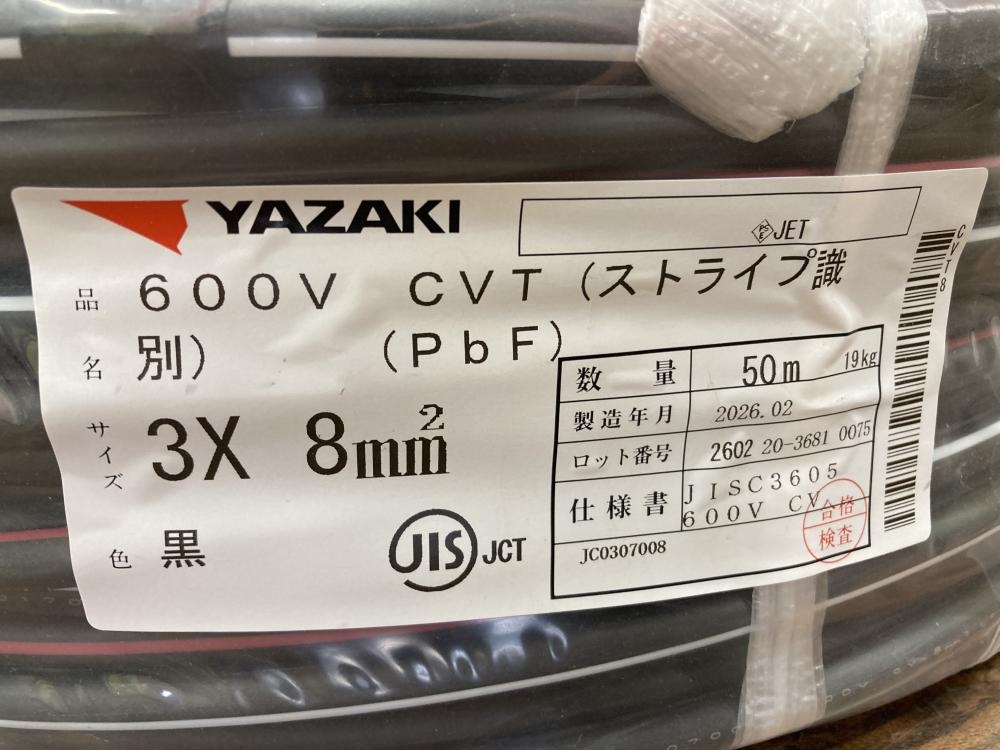 YAZAKI
PS
E
JET
品名
600V CVT (ストライプ識
別) (PbF)
サイズ
3X 8mm²
色
黒
JIS JCT
数量 50m 19kg
製造年月 2026.02
ロット番号 2602 20-3681 0075
仕様書 JISC3605
600V CV
JC0307008
合格
検査
CVT8